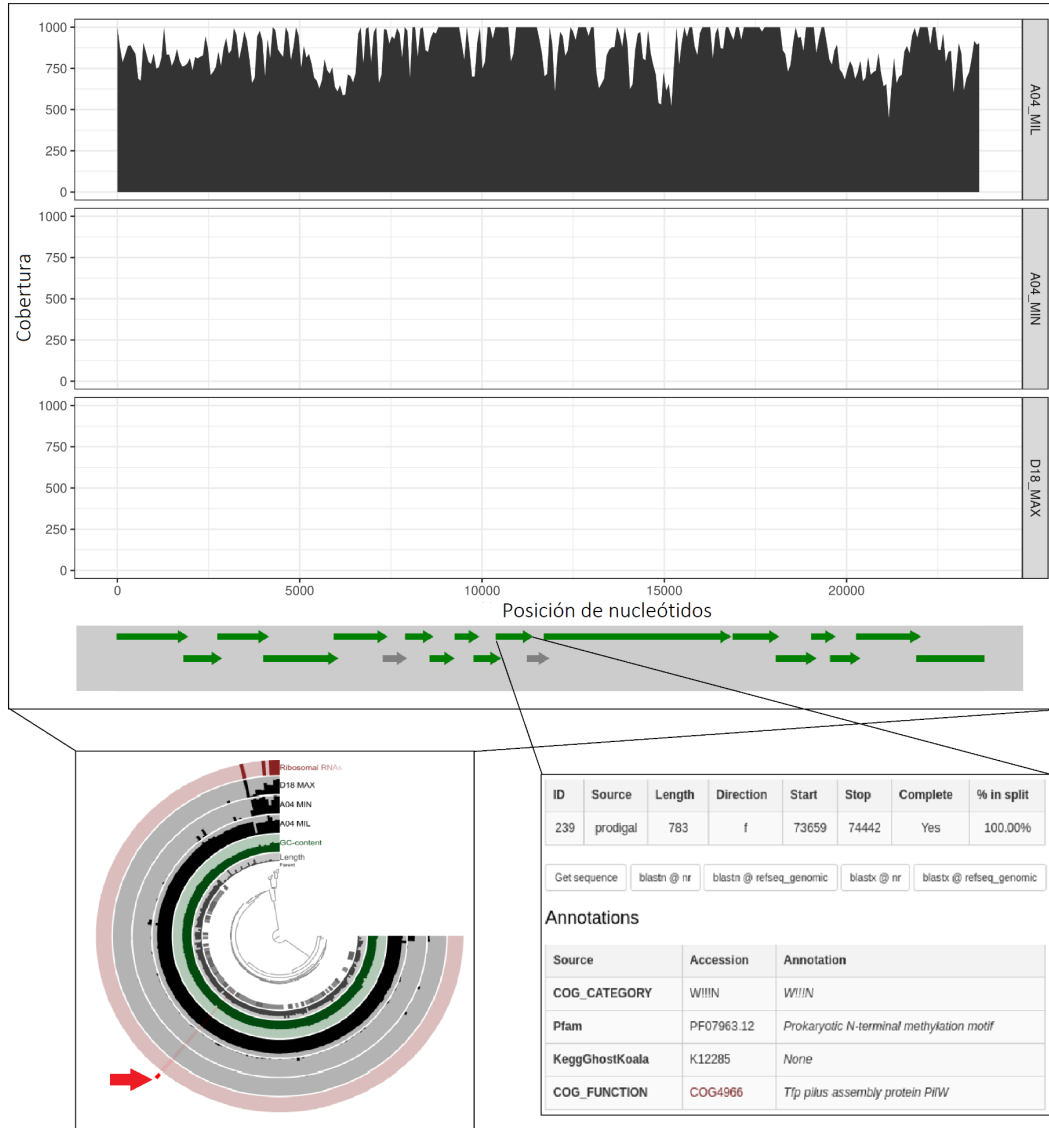 1000
750
500
250
0
A04_MIL
1000
750
500
250
0
A04_MIN
1000
750
500
250
0
D18_MAX
Cobertura
0 5000 10000 15000 20000
Posición de nucleótidos
Ribosomal RNAs
D18 MAX
A04 MIN
A04 MIL
GC-content
Length
Parent
ID Source Length Direction Start Stop Complete % in split
239 prodigal 783 f 73659 74442 Yes 100.00%
Get sequence blastn @ nr blastn @ refseq_genomic blastx @ nr blastx @ refseq_genomic
Annotations
Source Accession Annotation
COG_CATEGORY W!!!N W!!!N
Pfam PF07963.12 Prokaryotic N-terminal methylation motif
KeggGhostKoala K12285 None
COG_FUNCTION COG4966 Tfp pilus assembly protein PilW